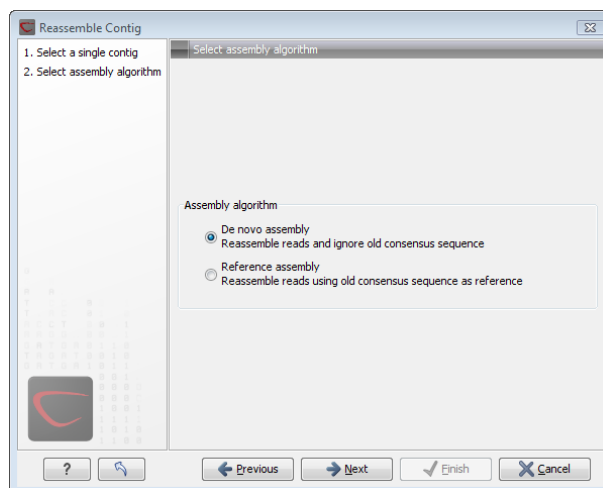 Reassemble Contig
1. Select a single contig
2. Select assembly algorithm
Select assembly algorithm
Assembly algorithm
De novo assembly
Reassemble reads and ignore old consensus sequence
Reference assembly
Reassemble reads using old consensus sequence as reference
?
Previous
Next
Finish
Cancel